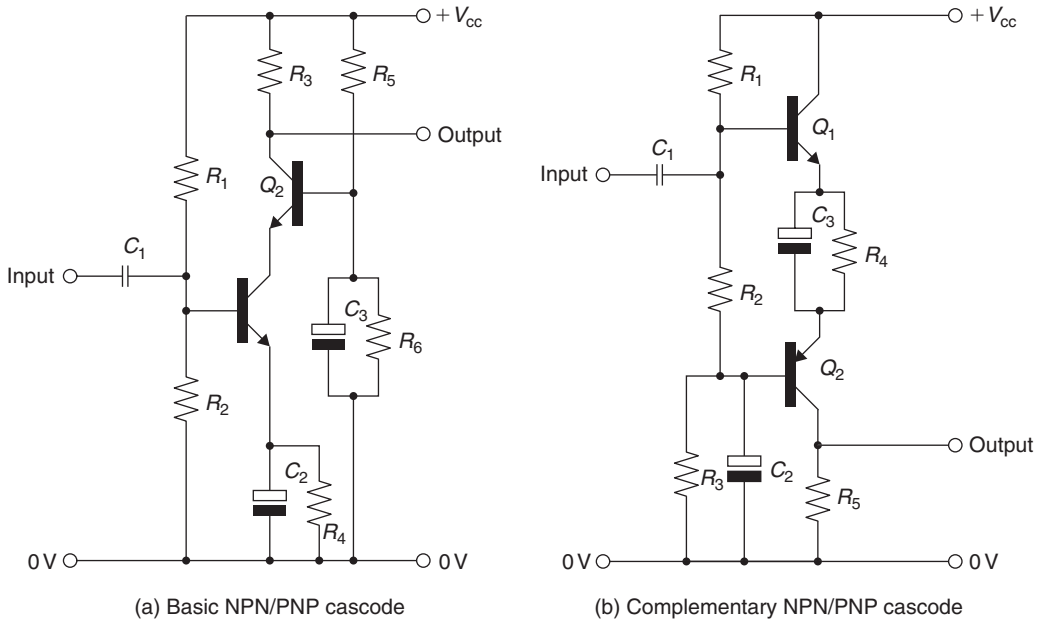 + Vcc
R3
R5
Output
R1
Q2
C1
Input
C3
R6
R2
C2
R4
0 V
0 V
(a) Basic NPN/PNP cascode
+ Vcc
R1
Q1
C1
Input
C3
R4
R2
Q2
Output
R3
C2
R5
0 V
0 V
(b) Complementary NPN/PNP cascode